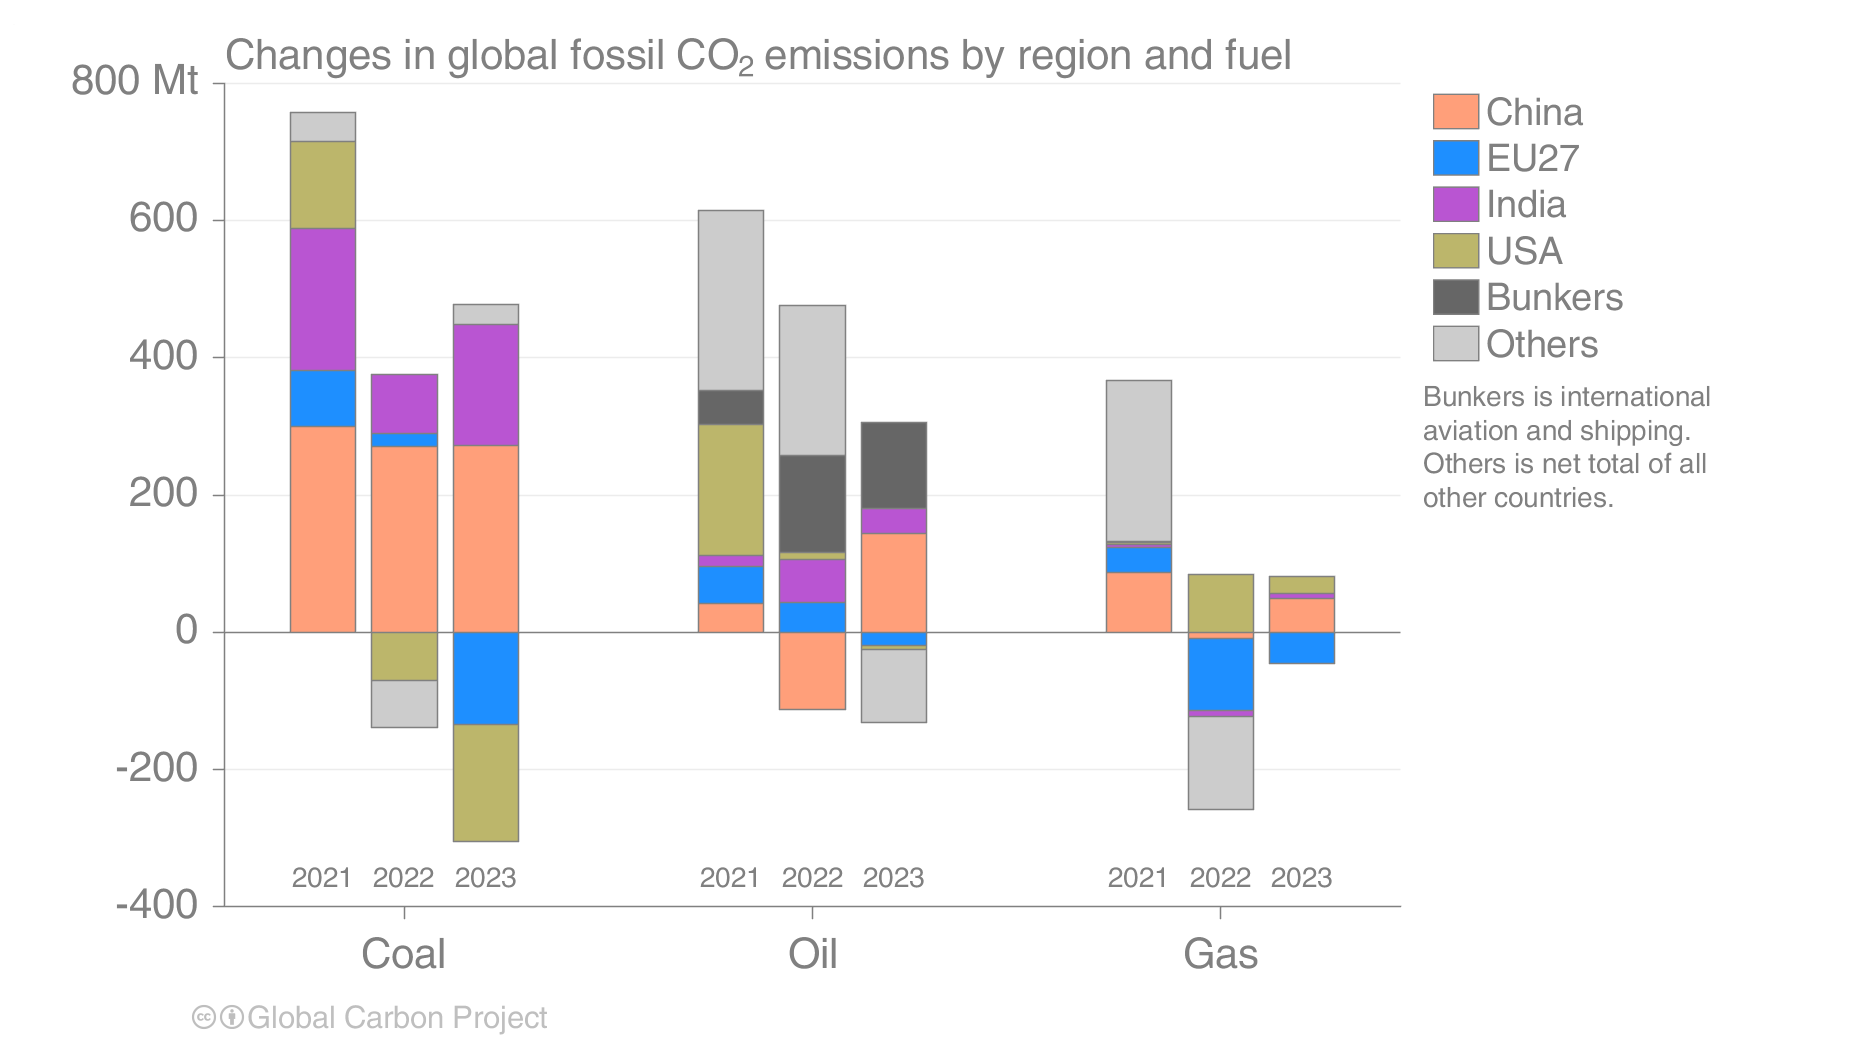 Changes in global fossil CO₂ emissions by region and fuel
800 Mt
600
400
200
0
-200
-400
China
EU27
India
USA
Bunkers
Others
Bunkers is international
aviation and shipping.
Others is net total of all
other countries.
2021 2022 2023
2021 2022 2023
2021 2022 2023
Coal
Oil
Gas
cc Global Carbon Project